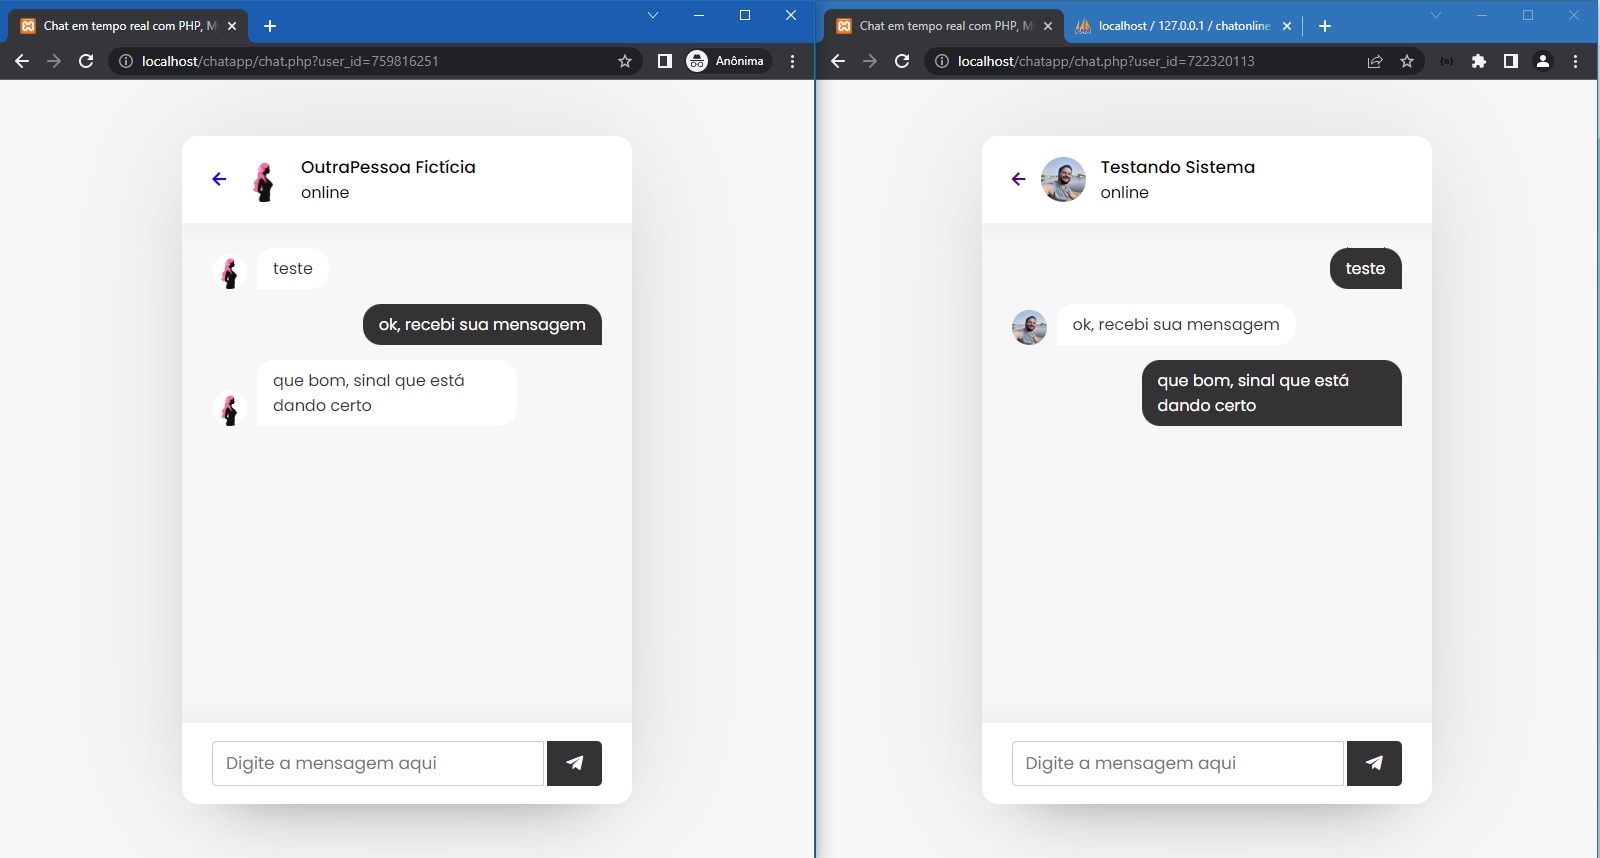 Chat em tempo real com PHP, M
localhost/chatapp/chat.php?user_id=759816251
Anônima
OutraPessoa Fictícia
online
teste
ok, recebi sua mensagem
que bom, sinal que está
dando certo
Digite a mensagem aqui
Chat em tempo real com PHP, M
localhost / 127.0.0.1 / chatonline
localhost/chatapp/chat.php?user_id=722320113
Testando Sistema
online
teste
ok, recebi sua mensagem
que bom, sinal que está
dando certo
Digite a mensagem aqui